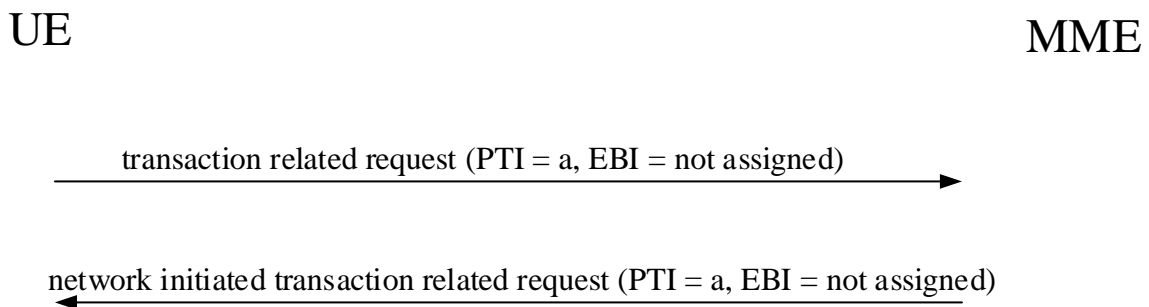 UE
MME
transaction related request (PTI = a, EBI = not assigned)
network initiated transaction related request (PTI = a, EBI = not assigned)